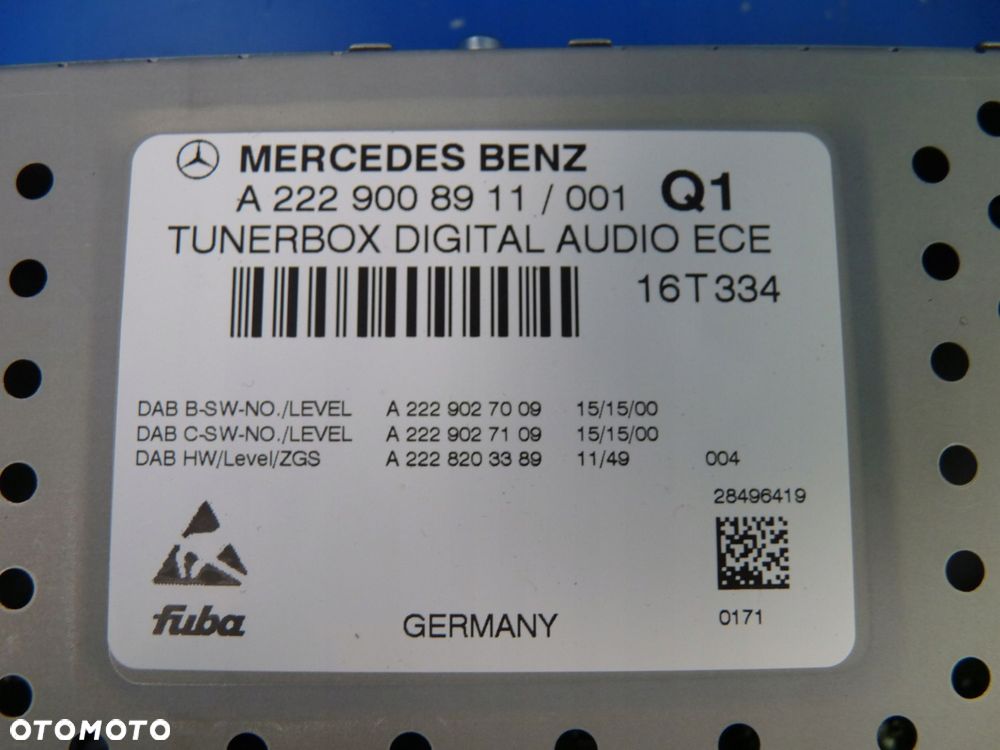 MERCEDES BENZ
A 222 900 89 11 / 001 Q1
TUNERBOX DIGITAL AUDIO ECE
16T334
DAB B-SW-NO./LEVEL A 222 902 70 09 15/15/00
DAB C-SW-NO./LEVEL A 222 902 71 09 15/15/00
DAB HW/Level/ZGS A 222 820 33 89 11/49 004
28496419
fuba GERMANY 0171
OTOMOTO